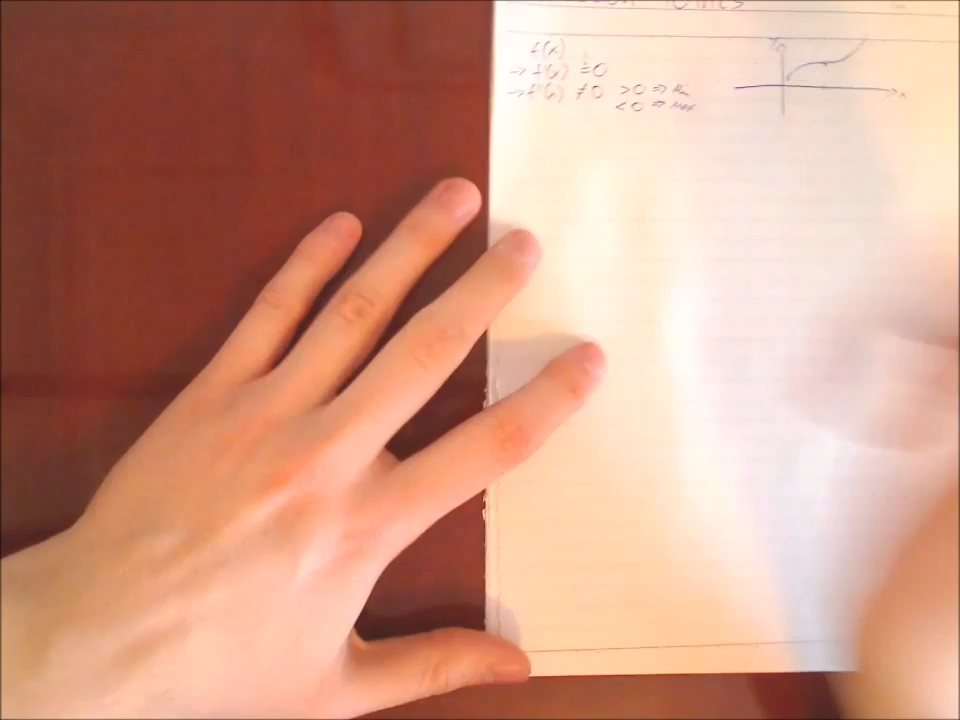 f(x)
→ f'(x) != 0
→ f''(x) ≠0 >0 ⇒ Min
<0 ⇒ Max
x